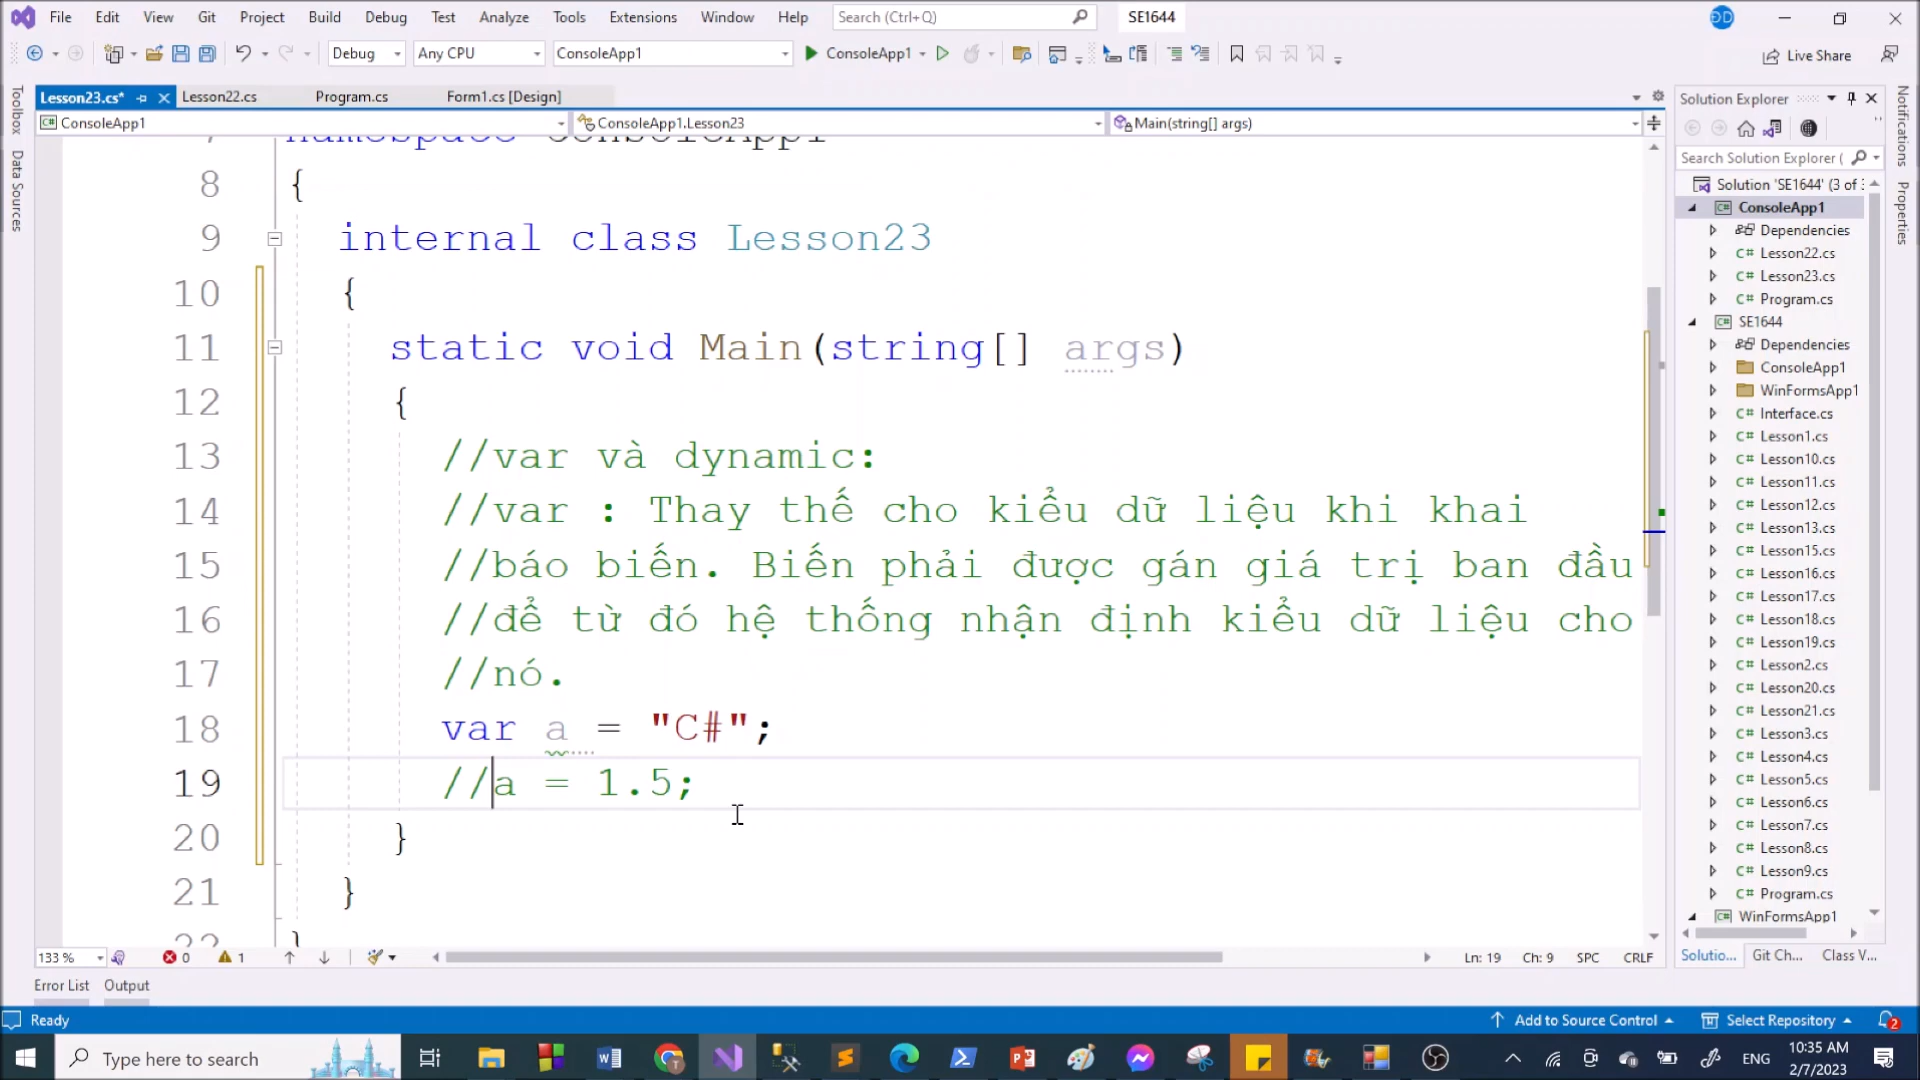 File Edit View Git Project Build Debug Test Analyze Tools Extensions Window Help Search (Ctrl+Q) SE1644 ĐD
Debug Any CPU ConsoleApp1 ConsoleApp1 Live Share
Lesson23.cs* Lesson22.cs Program.cs Form1.cs [Design]
ConsoleApp1 ConsoleApp1.Lesson23 Main(string[] args)
Toolbox
Data Sources
7 namespace ConsoleApp1
8 {
9 internal class Lesson23
10 {
11 static void Main(string[] args)
12 {
13 //var và dynamic:
14 //var : Thay thế cho kiểu dữ liệu khi khai
15 //báo biến. Biến phải được gán giá trị ban đầu
16 //để từ đó hệ thống nhận định kiểu dữ liệu cho
17 //nó.
18 var a = "C#";
19 //a = 1.5;
20 }
21 }
22 }
133 % 0 1 Ln: 19 Ch: 9 SPC CRLF
Error List Output
Solution Explorer
Search Solution Explorer (
Solution 'SE1644' (3 of 3
ConsoleApp1
Dependencies
C# Lesson22.cs
C# Lesson23.cs
C# Program.cs
SE1644
Dependencies
ConsoleApp1
WinFormsApp1
C# Interface.cs
C# Lesson1.cs
C# Lesson10.cs
C# Lesson11.cs
C# Lesson12.cs
C# Lesson13.cs
C# Lesson15.cs
C# Lesson16.cs
C# Lesson17.cs
C# Lesson18.cs
C# Lesson19.cs
C# Lesson2.cs
C# Lesson20.cs
C# Lesson21.cs
C# Lesson3.cs
C# Lesson4.cs
C# Lesson5.cs
C# Lesson6.cs
C# Lesson7.cs
C# Lesson8.cs
C# Lesson9.cs
C# Program.cs
WinFormsApp1
Solutio... Git Ch... Class V...
Notifications
Properties
Ready Add to Source Control Select Repository 2
Type here to search ENG 10:35 AM
2/7/2023